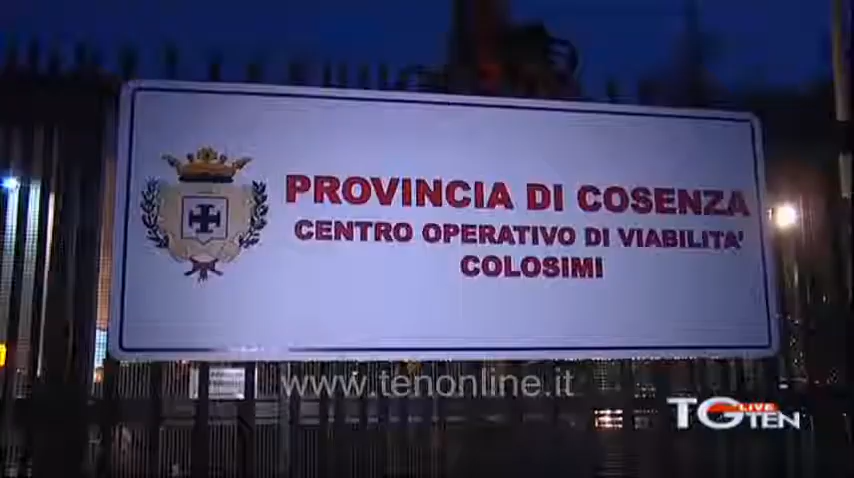 PROVINCIA DI COSENZA
CENTRO OPERATIVO DI VIABILITA'
COLOSIMI
www.tenonline.it
TG LIVE TEN